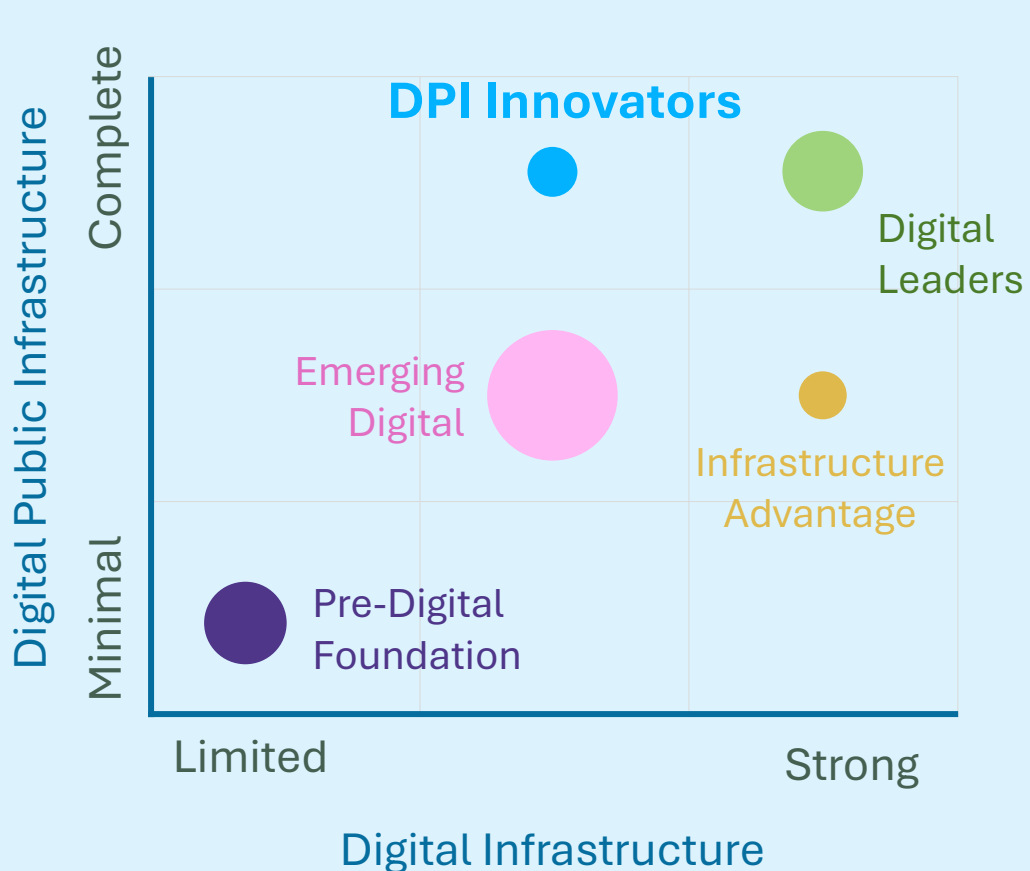 Digital Public Infrastructure
Complete
Minimal
DPI Innovators
Digital
Leaders
Emerging
Digital
Infrastructure
Advantage
Pre-Digital
Foundation
Limited
Strong
Digital Infrastructure